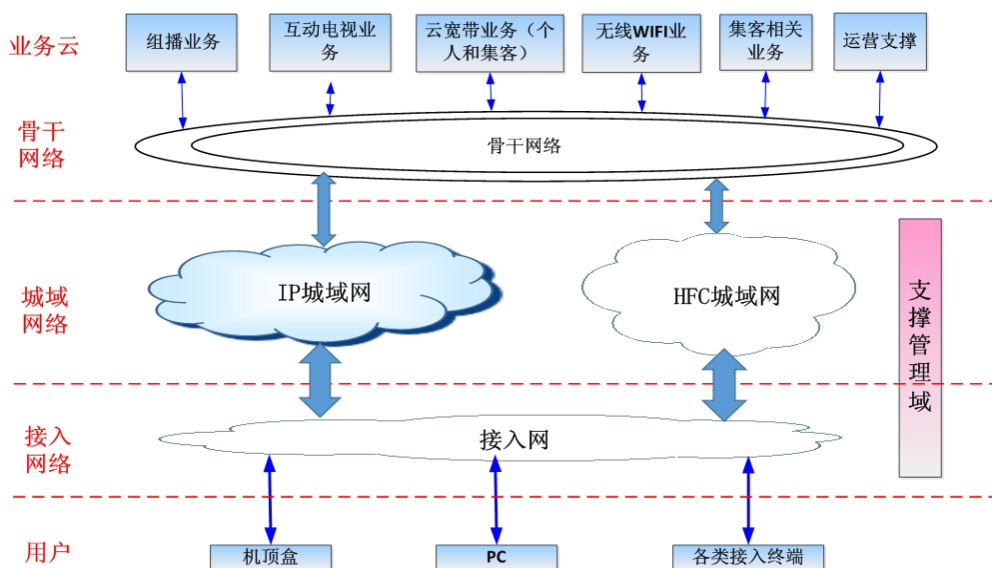 业务云
组播业务
互动电视业
务
云宽带业务（个
人和集客）
无线WIFI业
务
集客相关
业务
运营支撑
骨干
网络
骨干网络
城域
网络
IP城域网
HFC城域网
支撑管理域
接入
网络
接入网
用户
机顶盒
PC
各类接入终端